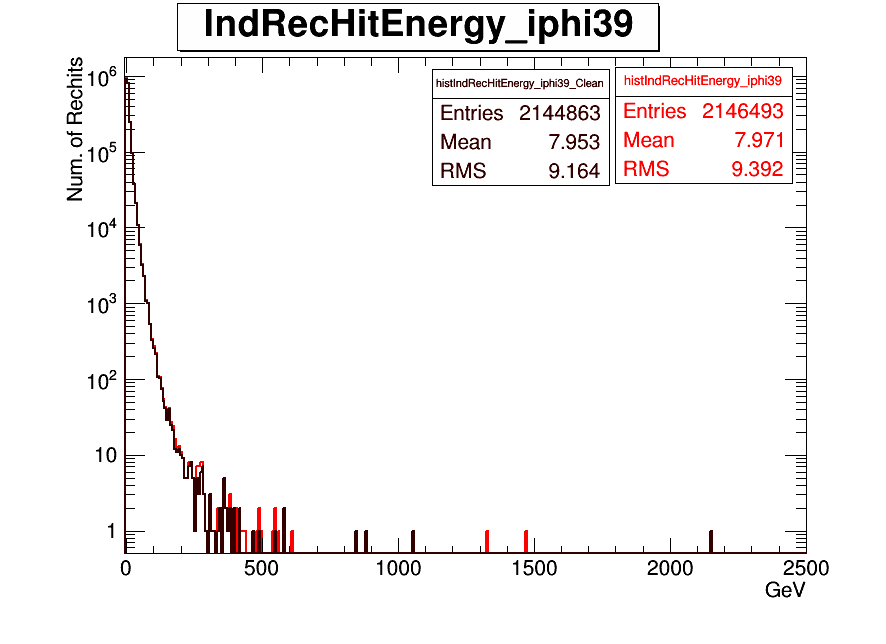 IndRecHitEnergy_iphi39
Num. of Rechits
histIndRecHitEnergy_iphi39_Clean
Entries 2144863
Mean 7.953
RMS 9.164
histIndRecHitEnergy_iphi39
Entries 2146493
Mean 7.971
RMS 9.392
10^6
10^5
10^4
10^3
10^2
10
1
0 500 1000 1500 2000 2500
GeV